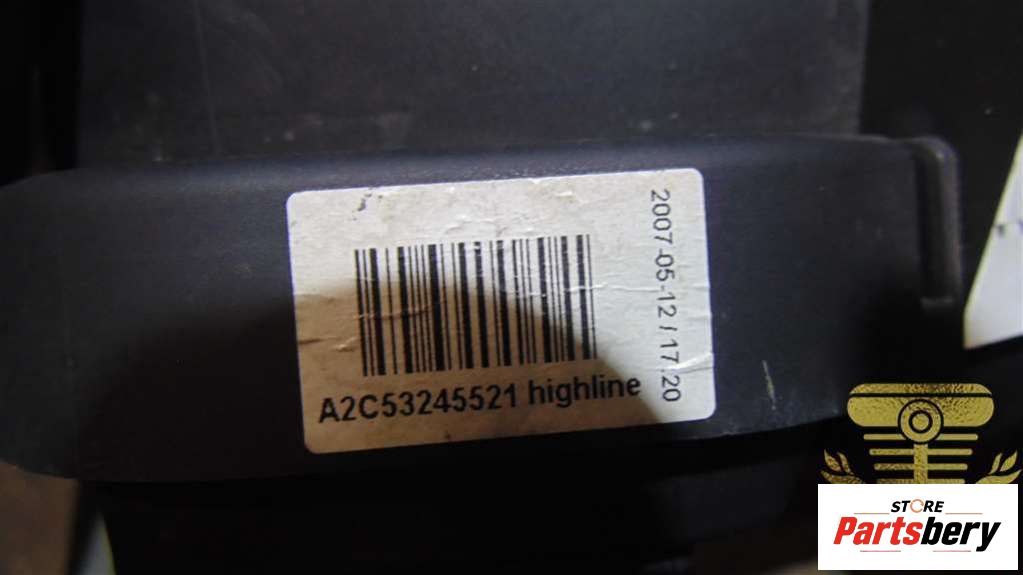 2007-05-12 / 17:20
A2C53245521 highline
STORE
Partsbery